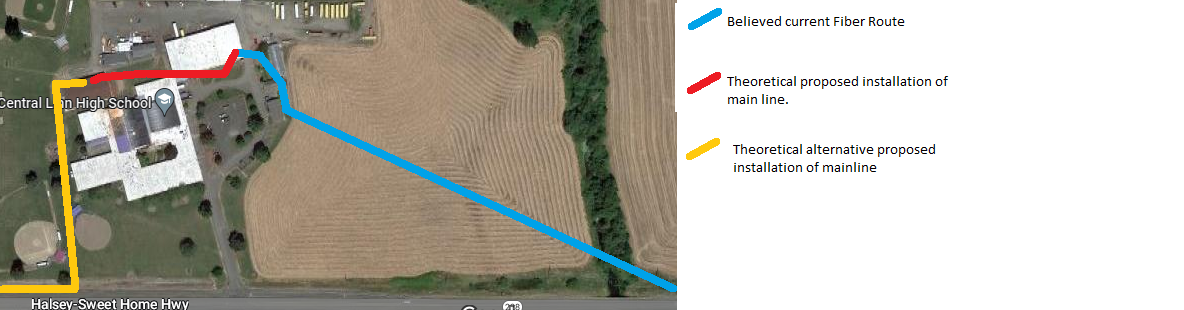 Believed current Fiber Route
Theoretical proposed installation of
main line.
Central Linn High School
Theoretical alternative proposed
installation of mainline
Halsey-Sweet Home Hwy
228